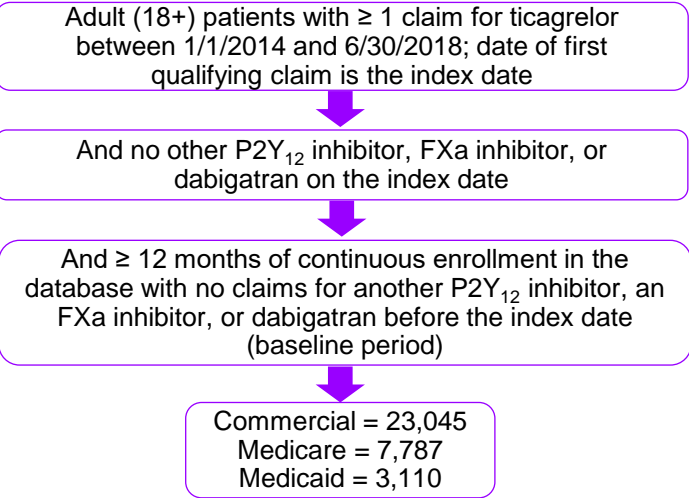 Adult (18+) patients with ≥ 1 claim for ticagrelor
between 1/1/2014 and 6/30/2018; date of first
qualifying claim is the index date
And no other P2Y₁₂ inhibitor, FXa inhibitor, or
dabigatran on the index date
And ≥ 12 months of continuous enrollment in the
database with no claims for another P2Y₁₂ inhibitor, an
FXa inhibitor, or dabigatran before the index date
(baseline period)
Commercial = 23,045
Medicare = 7,787
Medicaid = 3,110